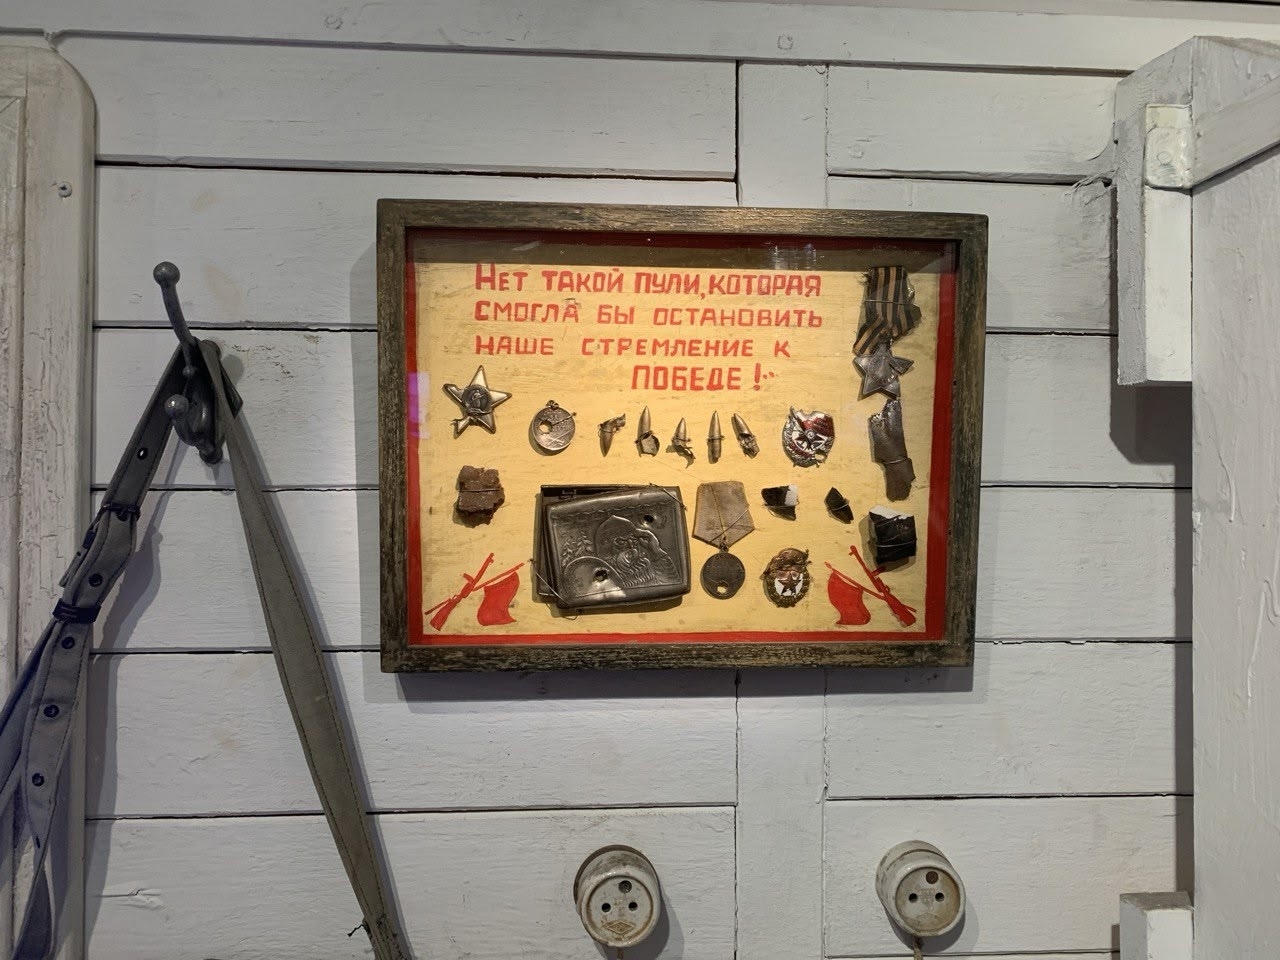 Нет такой пули, которая
смогла бы остановить
наше стремление к
победе!